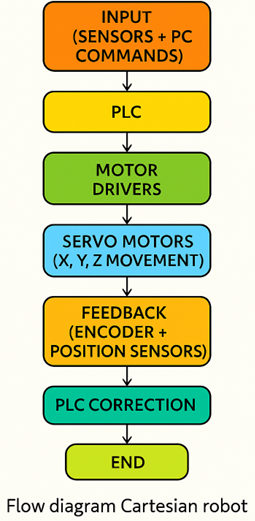 INPUT
(SENSORS + PC
COMMANDS)
PLC
MOTOR
DRIVERS
SERVO MOTORS
(X, Y, Z MOVEMENT)
FEEDBACK
(ENCODER +
POSITION SENSORS)
PLC CORRECTION
END
Flow diagram Cartesian robot